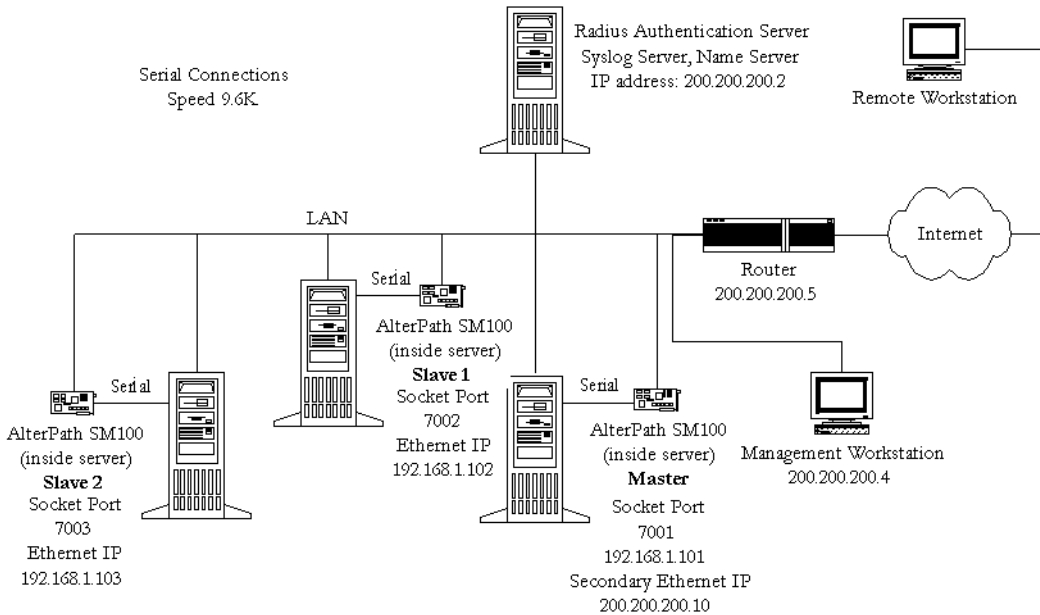 Radius Authentication Server
Syslog Server, Name Server
IP address: 200.200.200.2
Serial Connections
Speed 9.6K
Remote Workstation
LAN
Internet
Router
200.200.200.5
Serial
AlterPath SM100
(inside server)
Slave 1
Socket Port
7002
Ethernet IP
192.168.1.102
Serial
AlterPath SM100
(inside server)
Slave 2
Socket Port
7003
Ethernet IP
192.168.1.103
Serial
AlterPath SM100
(inside server)
Master
Socket Port
7001
192.168.1.101
Secondary Ethernet IP
200.200.200.10
Management Workstation
200.200.200.4